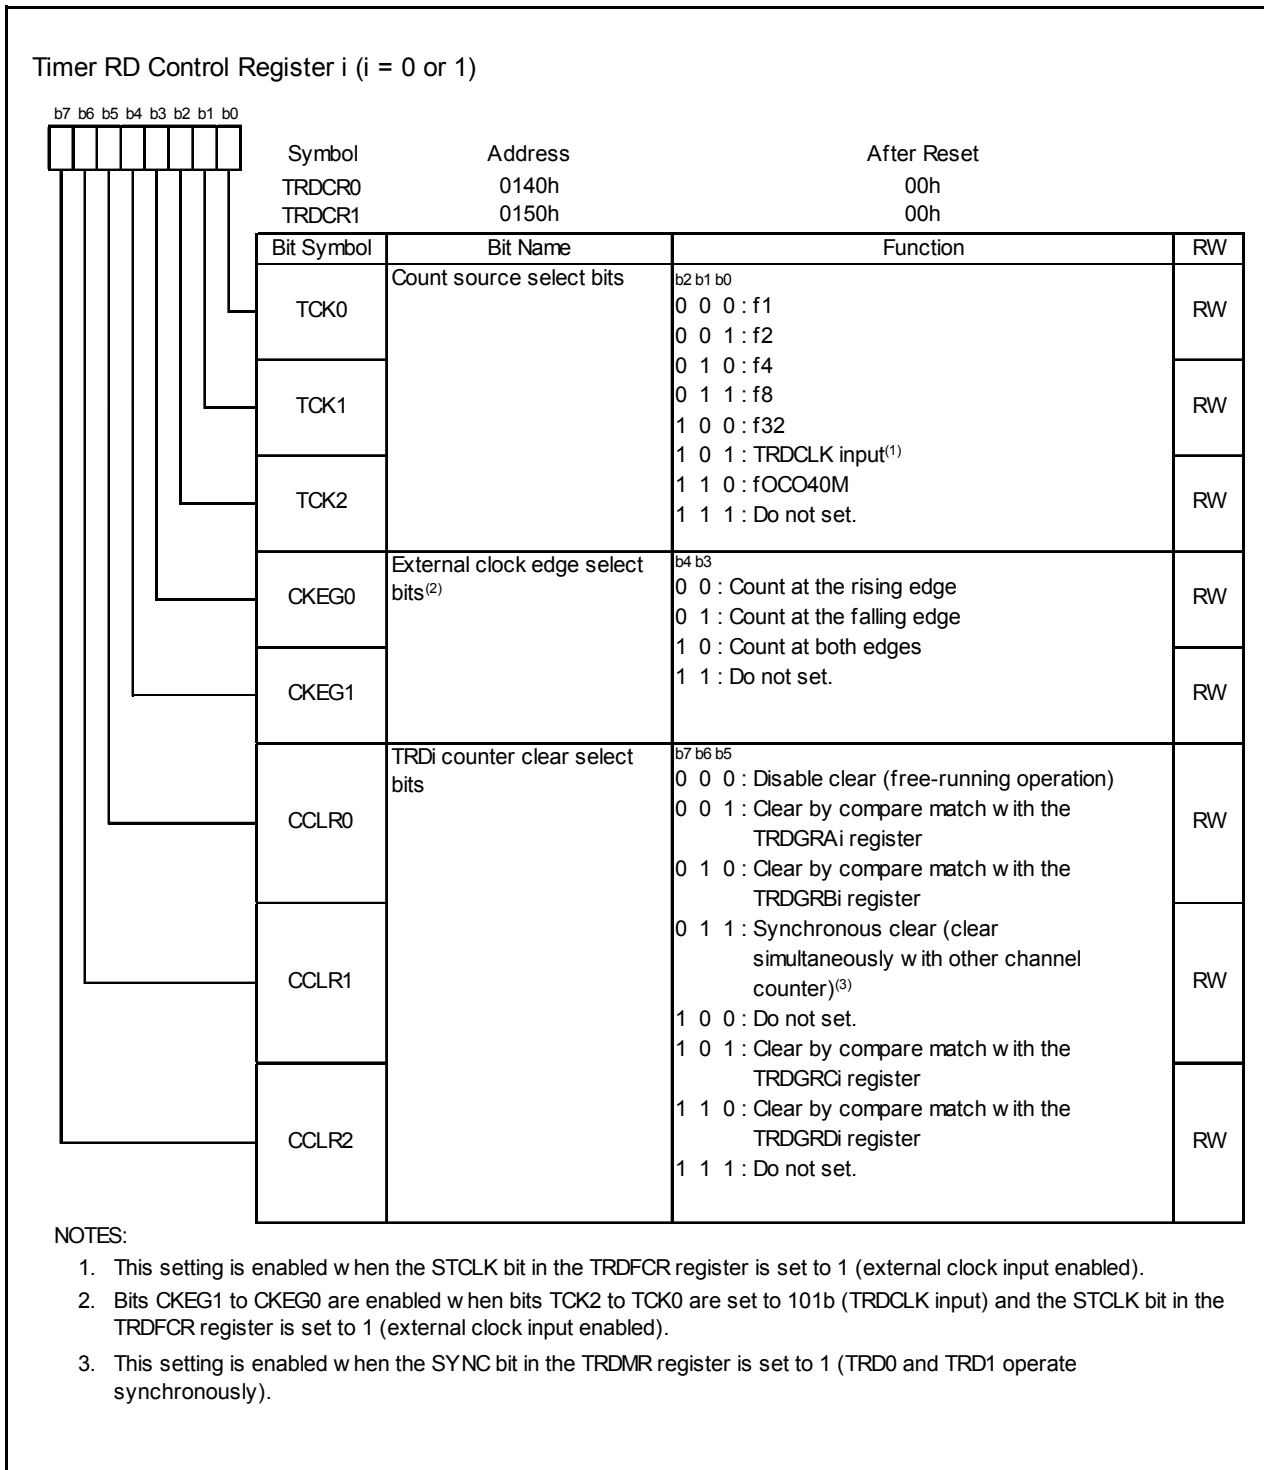 Timer RD Control Register i (i = 0 or 1)
b7 b6 b5 b4 b3 b2 b1 b0
Symbol Address After Reset
TRDCR0 0140h 00h
TRDCR1 0150h 00h
Bit Symbol Bit Name Function RW
TCK0 RW
TCK1 RW
TCK2 RW
Count source select bits
b2 b1 b0
0 0 0 : f1
0 0 1 : f2
0 1 0 : f4
0 1 1 : f8
1 0 0 : f32
1 0 1 : TRDCLK input(1)
1 1 0 : fOCO40M
1 1 1 : Do not set.
CKEG0 RW
CKEG1 RW
External clock edge select
bits(2)
b4 b3
0 0 : Count at the rising edge
0 1 : Count at the falling edge
1 0 : Count at both edges
1 1 : Do not set.
CCLR0 RW
CCLR1 RW
CCLR2 RW
TRDi counter clear select
bits
b7 b6 b5
0 0 0 : Disable clear (free-running operation)
0 0 1 : Clear by compare match with the
TRDGRAi register
0 1 0 : Clear by compare match with the
TRDGRBi register
0 1 1 : Synchronous clear (clear
simultaneously with other channel
counter)(3)
1 0 0 : Do not set.
1 0 1 : Clear by compare match with the
TRDGRCi register
1 1 0 : Clear by compare match with the
TRDGRDi register
1 1 1 : Do not set.
NOTES:
1. This setting is enabled when the STCLK bit in the TRDFCR register is set to 1 (external clock input enabled).
2. Bits CKEG1 to CKEG0 are enabled when bits TCK2 to TCK0 are set to 101b (TRDCLK input) and the STCLK bit in the
TRDFCR register is set to 1 (external clock input enabled).
3. This setting is enabled when the SYNC bit in the TRDMR register is set to 1 (TRD0 and TRD1 operate
synchronously).